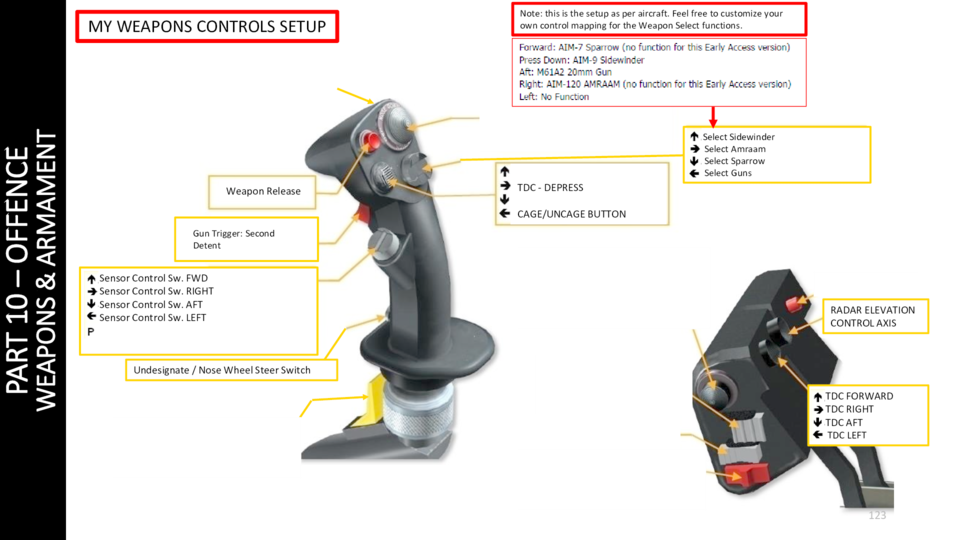 PART 10 – OFFENCE
WEAPONS & ARMAMENT
MY WEAPONS CONTROLS SETUP
Note: this is the setup as per aircraft. Feel free to customize your
own control mapping for the Weapon Select functions.
Forward: AIM-7 Sparrow (no function for this Early Access version)
Press Down: AIM-9 Sidewinder
Aft: M61A2 20mm Gun
Right: AIM-120 AMRAAM (no function for this Early Access version)
Left: No Function
↑ Select Sidewinder
→ Select Amraam
↓ Select Sparrow
← Select Guns
↑
→ TDC - DEPRESS
↓
← CAGE/UNCAGE BUTTON
Weapon Release
Gun Trigger: Second
Detent
↑ Sensor Control Sw. FWD
→ Sensor Control Sw. RIGHT
↓ Sensor Control Sw. AFT
← Sensor Control Sw. LEFT
P
Undesignate / Nose Wheel Steer Switch
RADAR ELEVATION
CONTROL AXIS
↑ TDC FORWARD
→ TDC RIGHT
↓ TDC AFT
← TDC LEFT
123